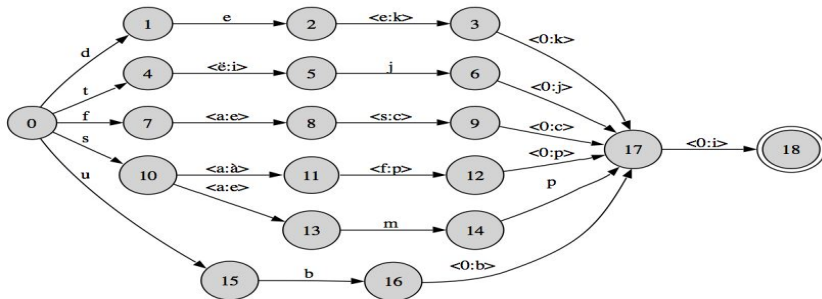 1 e 2 <e:k> 3
d <0:k>
4 <ë:i> 5 j 6
t <0:j>
0 f 7 <a:e> 8 <s:c> 9 <0:c>
s <0:p> 17 <0:i> 18
10 <a:à> 11 <f:p> 12
u <a:e> p
13 m 14
15 b 16 <0:b>